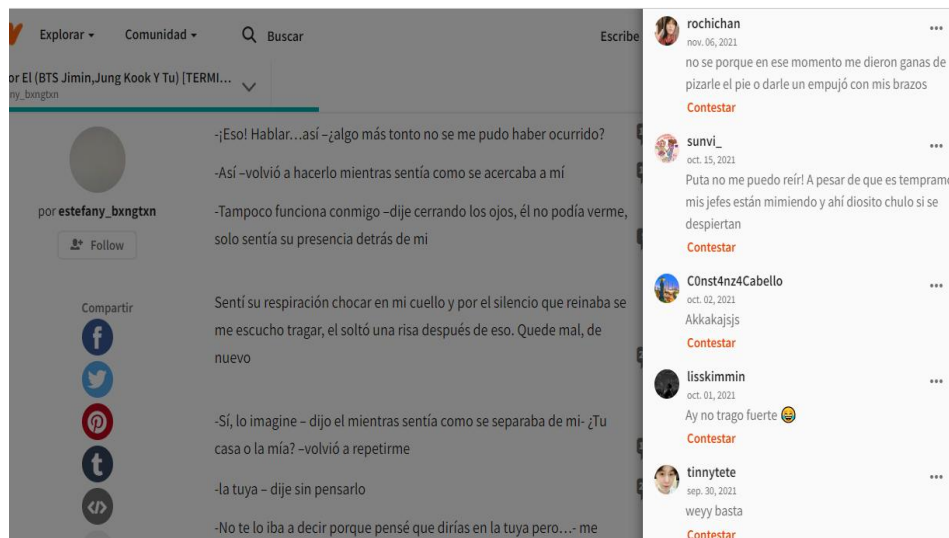 Explorar
Comunidad
Buscar
Escribe
or El (BTS Jimin,Jung Kook Y Tu) [TERMI...
ny_bxngtxn
por estefany_bxngtxn
Follow
Compartir
-¡Eso! Hablar…así –¿algo más tonto no se me pudo haber ocurrido?
-Así –volvió a hacerlo mientras sentía como se acercaba a mí
-Tampoco funciona conmigo –dije cerrando los ojos, él no podía verme,
solo sentía su presencia detrás de mi
Sentí su respiración chocar en mi cuello y por el silencio que reinaba se
me escucho tragar, el soltó una risa después de eso. Quede mal, de
nuevo
-Sí, lo imagine – dijo el mientras sentía como se separaba de mi- ¿Tu
casa o la mía? –volvió a repetirme
-la tuya – dije sin pensarlo
-No te lo iba a decir porque pensé que dirías en la tuya pero…- me
rochichan
nov. 06, 2021
no se porque en ese momento me dieron ganas de
pizarle el pie o darle un empujó con mis brazos
Contestar
sunvi_
oct. 15, 2021
Puta no me puedo reír! A pesar de que es tempramo
mis jefes están mimiendo y ahí diosito chulo si se
despiertan
Contestar
C0nst4nz4Cabello
oct. 02, 2021
Akkakajsjs
Contestar
lisskimmin
oct. 01, 2021
Ay no trago fuerte 😂
Contestar
tinnytete
sep. 30, 2021
weyy basta
Contestar